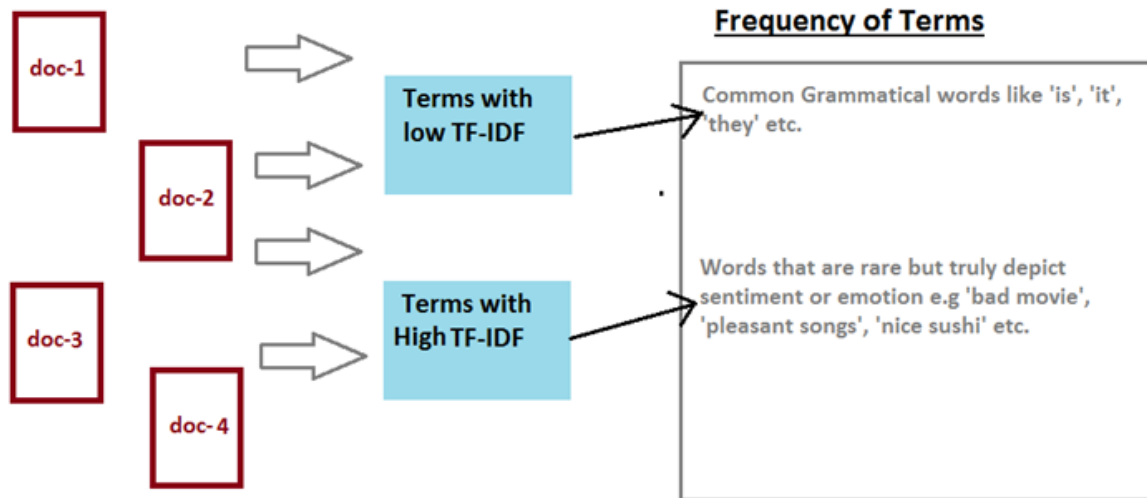 Frequency of Terms
doc-1
doc-2
doc-3
doc-4
Terms with
low TF-IDF
Terms with
High TF-IDF
Common Grammatical words like 'is', 'it',
'they' etc.
Words that are rare but truly depict
sentiment or emotion e.g 'bad movie',
'pleasant songs', 'nice sushi' etc.